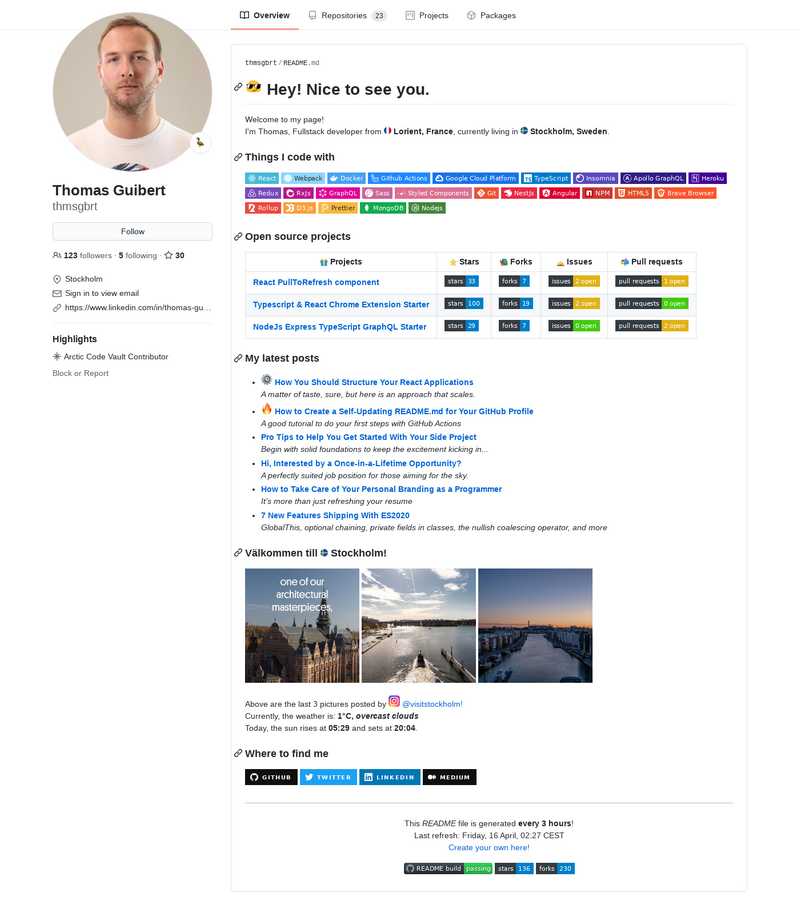 Overview Repositories 23 Projects Packages
Thomas Guibert
thmsgbrt
Follow
123 followers · 5 following · 30
Stockholm
Sign in to view email
https://www.linkedin.com/in/thomas-gu...
Highlights
Arctic Code Vault Contributor
Block or Report
thmsgbrt / README.md
Hey! Nice to see you.
Welcome to my page!
I'm Thomas, Fullstack developer from Lorient, France, currently living in Stockholm, Sweden.
Things I code with
React Webpack Docker Github Actions Google Cloud Platform TypeScript Insomnia Apollo GraphQL Heroku
Redux RxJs GraphQL Sass Styled Components Git NestJs Angular NPM HTML5 Brave Browser
Rollup D3.js Prettier MongoDB Nodejs
Open source projects
Projects Stars Forks Issues Pull requests
React PullToRefresh component stars 33 forks 7 issues 2 open pull requests 1 open
Typescript & React Chrome Extension Starter stars 100 forks 19 issues 2 open pull requests 0 open
NodeJs Express TypeScript GraphQL Starter stars 29 forks 7 issues 0 open pull requests 2 open
My latest posts
How You Should Structure Your React Applications
A matter of taste, sure, but here is an approach that scales.
How to Create a Self-Updating README.md for Your GitHub Profile
A good tutorial to do your first steps with GitHub Actions
Pro Tips to Help You Get Started With Your Side Project
Begin with solid foundations to keep the excitement kicking in...
Hi, Interested by a Once-in-a-Lifetime Opportunity?
A perfectly suited job position for those aiming for the sky.
How to Take Care of Your Personal Branding as a Programmer
It's more than just refreshing your resume
7 New Features Shipping With ES2020
GlobalThis, optional chaining, private fields in classes, the nullish coalescing operator, and more
Välkommen till Stockholm!
one of our
architectural
masterpieces,
Above are the last 3 pictures posted by @visitstockholm!
Currently, the weather is: 1°C, overcast clouds
Today, the sun rises at 05:29 and sets at 20:04.
Where to find me
GITHUB TWITTER LINKEDIN MEDIUM
This README file is generated every 3 hours!
Last refresh: Friday, 16 April, 02:27 CEST
Create your own here!
README build passing stars 136 forks 230